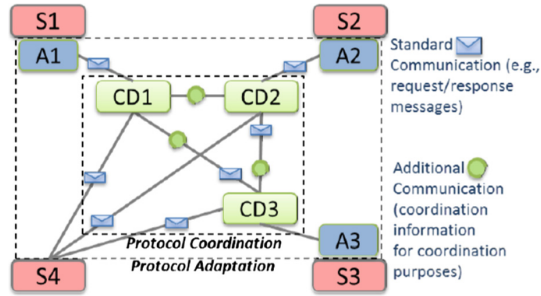 S1
S2
A1
A2
Standard
Communication (e.g.,
request/response
messages)
CD1
CD2
Additional
Communication
(coordination
information
for coordination
purposes)
CD3
A3
Protocol Coordination
Protocol Adaptation
S4
S3